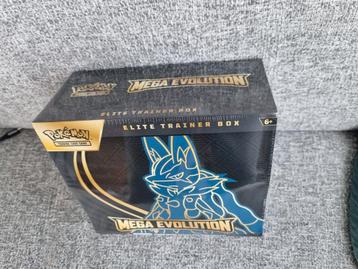 MEGA EVOLUTION
ELITE TRAINER BOX
POKÉMON
TRADING CARD GAME
ELITE TRAINER BOX
6+
MEGA EVOLUTION